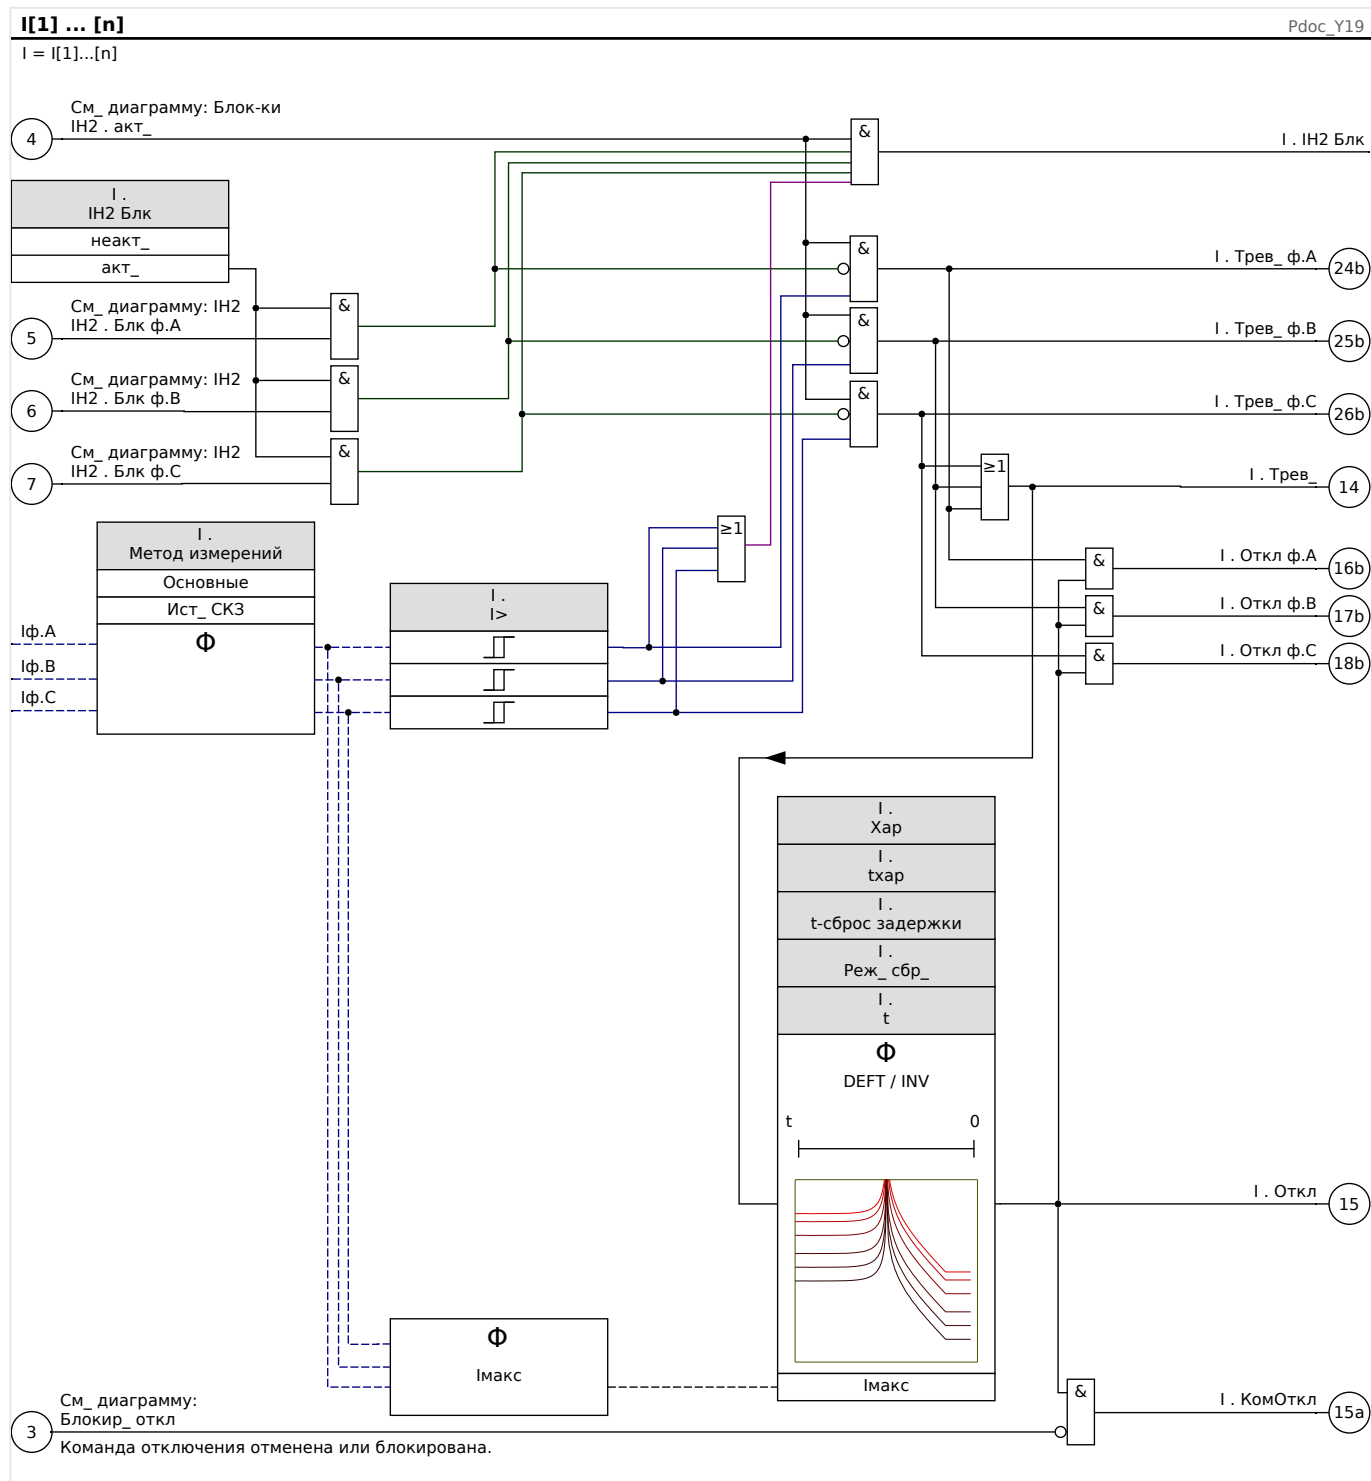 I[1] ... [n]
Pdoc_Y19
I = I[1]...[n]
См_ диаграмму: Блок-ки
IH2 . акт_
4
&
I . IH2 Блк
I .
IH2 Блк
неакт_
акт_
&
I . Трев_ ф.A
24b
См_ диаграмму: IH2
IH2 . Блк ф.A
5
&
&
I . Трев_ ф.B
25b
См_ диаграмму: IH2
IH2 . Блк ф.B
6
&
&
I . Трев_ ф.C
26b
См_ диаграмму: IH2
IH2 . Блк ф.C
7
&
≥1
I . Трев_
14
I .
Метод измерений
Основные
Ист_ СКЗ
Φ
Iф.A
Iф.B
Iф.C
I .
I>
≥1
&
I . Откл ф.A
16b
&
I . Откл ф.B
17b
&
I . Откл ф.C
18b
I .
Хар
I .
tхар
I .
t-сброс задержки
I .
Реж_ сбр_
I .
t
Φ
DEFT / INV
t
0
I . Откл
15
Φ
Iмакс
Iмакс
&
I . КомОткл
15a
См_ диаграмму:
Блокир_ откл
3
Команда отключения отменена или блокирована.